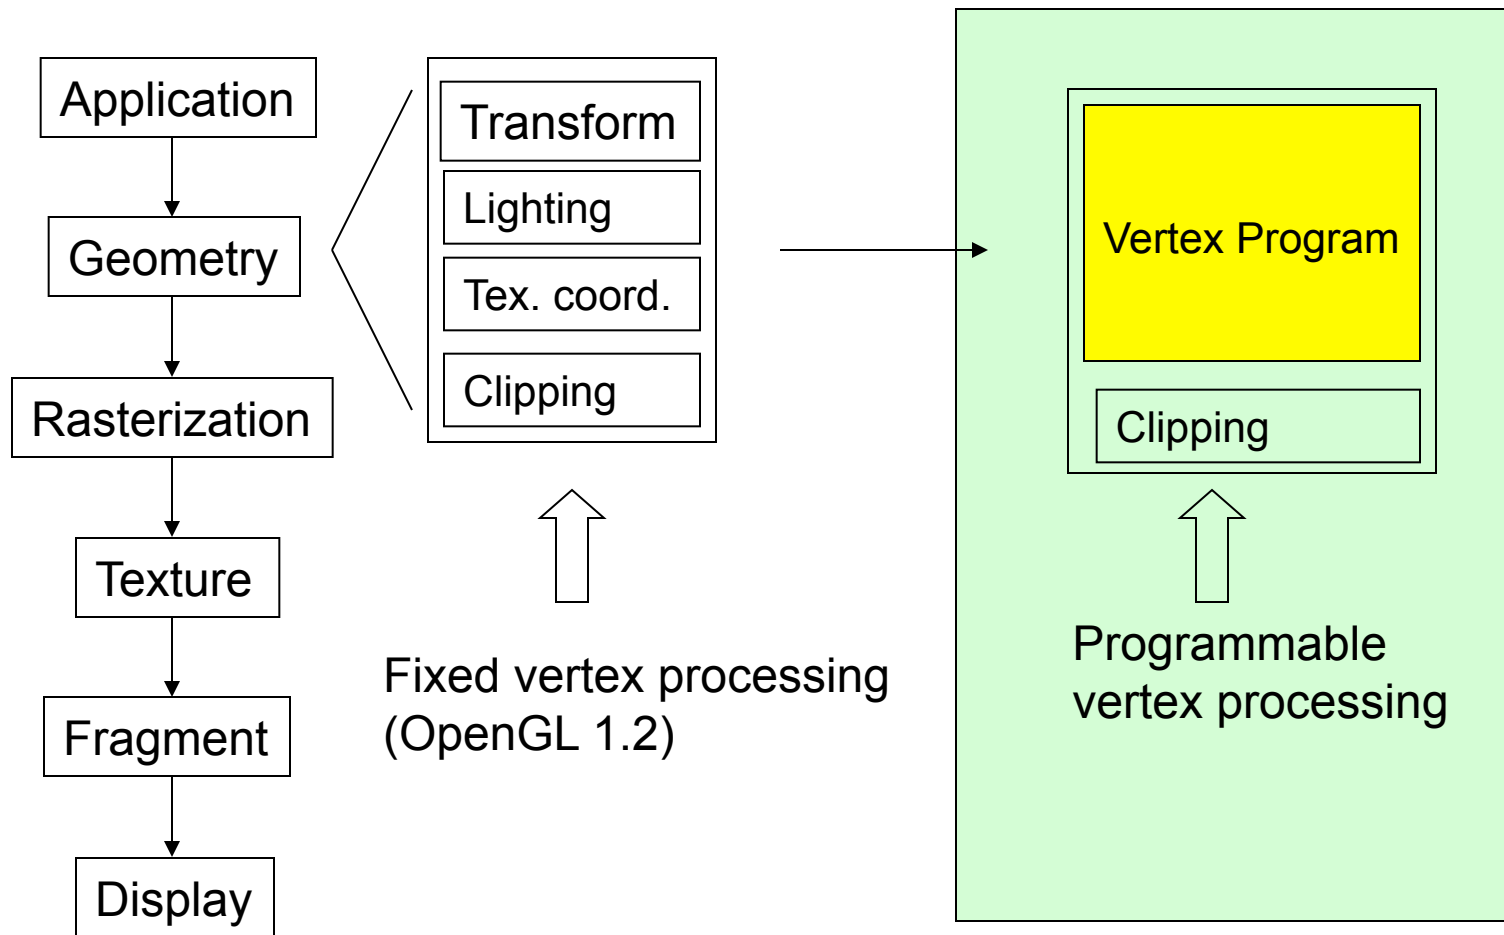 Application
Geometry
Rasterization
Texture
Fragment
Display
Transform
Lighting
Tex. coord.
Clipping
Fixed vertex processing
(OpenGL 1.2)
Vertex Program
Clipping
Programmable
vertex processing